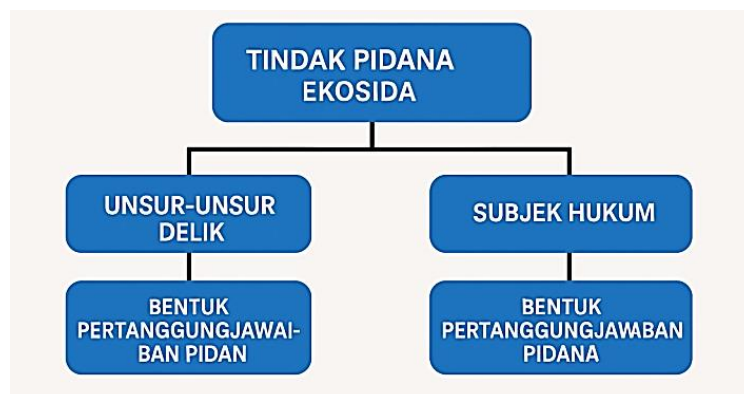 TINDAK PIDANA
EKOSIDA
UNSUR-UNSUR
DELIK
SUBJEK HUKUM
BENTUK
PERTANGGUNGJAWAI-
BAN PIDAN
BENTUK
PERTANGGUNGJAWABAN
PIDANA